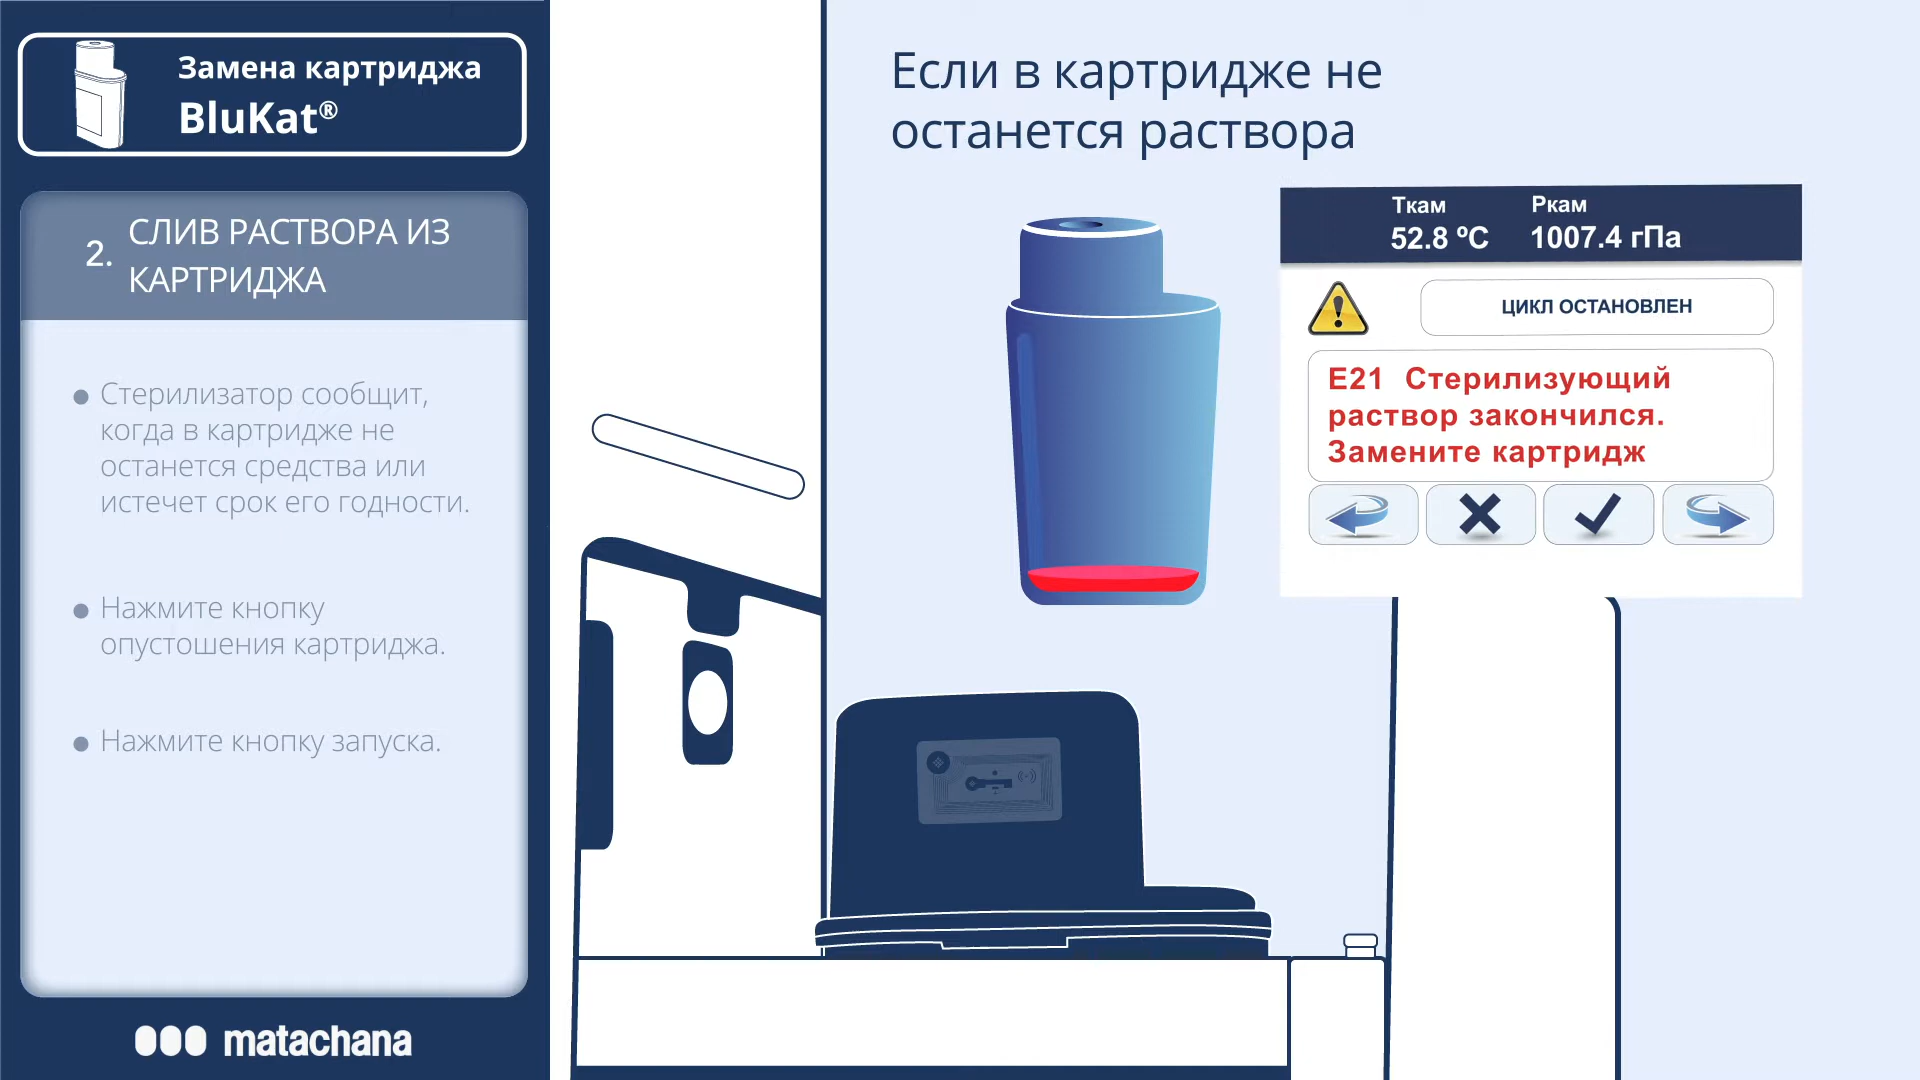 Замена картриджа
BluKat®
2. СЛИВ РАСТВОРА ИЗ
КАРТРИДЖА
● Стерилизатор сообщит,
когда в картридже не
останется средства или
истечет срок его годности.
● Нажмите кнопку
опустошения картриджа.
● Нажмите кнопку запуска.
matachana
Если в картридже не
останется раствора
Ткам Ркам
52.8 ºC 1007.4 гПа
ЦИКЛ ОСТАНОВЛЕН
E21 Стерилизующий
раствор закончился.
Замените картридж